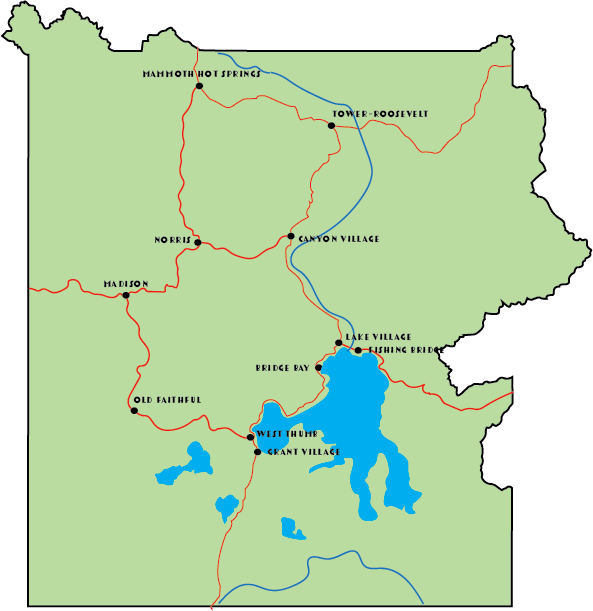 MAMMOTH HOT SPRINGS
TOWER-ROOSEVELT
NORRIS
CANYON VILLAGE
MADISON
LAKE VILLAGE
FISHING BRIDGE
BRIDGE BAY
OLD FAITHFUL
WEST THUMB
GRANT VILLAGE